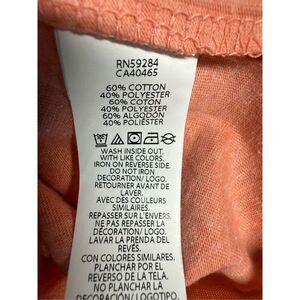 RN59284
CA40465
60% COTTON
40% POLYESTER
60% COTON
40% POLYESTER
60% ALGODÓN
40% POLIÉSTER
WASH INSIDE OUT,
WITH LIKE COLORS.
IRON ON REVERSE SIDE.
DO NOT IRON
DECORATION/ LOGO.
RETOURNER AVANT DE
LAVER.
AVEC DES COULEURS
SIMILAIRES.
REPASSER SUR L'ENVERS.
NE PAS REPASSER LA
DÉCORATION/ LOGO.
LAVAR LA PRENDA DEL
REVÉS.
CON COLORES SIMILARES.
PLANCHAR POR EL
REVERSO DE LA TELA.
NO PLANCHAR LA
DECORACIÓN/LOGOTIPO.